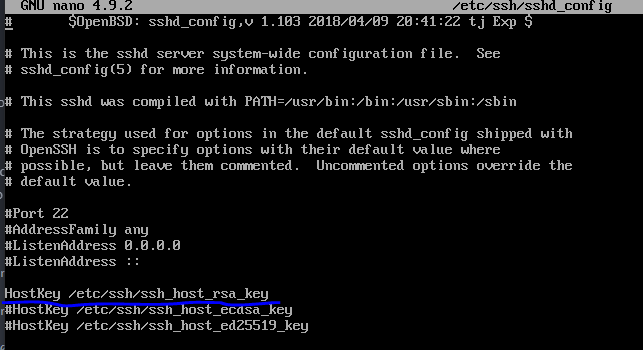 GNU nano 4.9.2 /etc/ssh/sshd_config
# $OpenBSD: sshd_config,v 1.103 2018/04/09 20:41:22 tj Exp $
# This is the sshd server system-wide configuration file. See
# sshd_config(5) for more information.
# This sshd was compiled with PATH=/usr/bin:/bin:/usr/sbin:/sbin
# The strategy used for options in the default sshd_config shipped with
# OpenSSH is to specify options with their default value where
# possible, but leave them commented. Uncommented options override the
# default value.
#Port 22
#AddressFamily any
#ListenAddress 0.0.0.0
#ListenAddress ::
HostKey /etc/ssh/ssh_host_rsa_key
#HostKey /etc/ssh/ssh_host_ecdsa_key
#HostKey /etc/ssh/ssh_host_ed25519_key